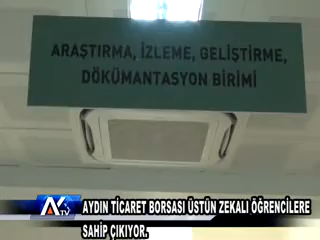 ARAŞTIRMA, İZLEME, GELİŞTİRME,
DÖKÜMANTASYON BİRİMİ
AYDIN TİCARET BORSASI ÜSTÜN ZEKALI ÖĞRENCİLERE
SAHİP ÇIKIYOR.
AKTV